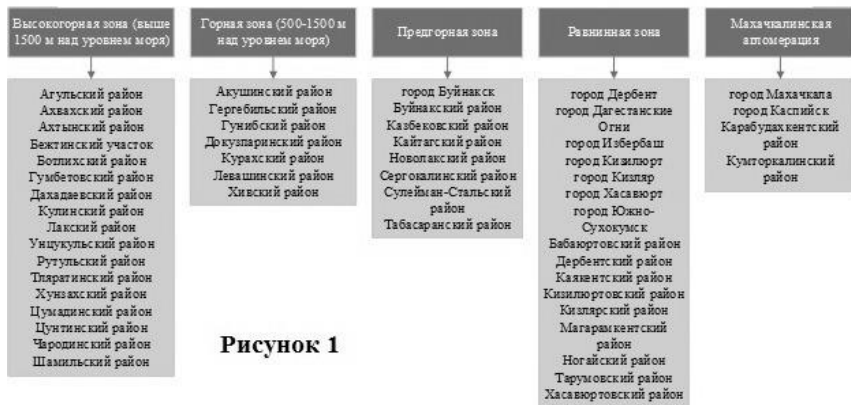 Высокогорная зона (выше
1500 м над уровнем моря)
Агульский район
Ахвахский район
Ахтынский район
Бежтинский участок
Ботлихский район
Гумбетовский район
Дахадаевский район
Кулинский район
Лакский район
Унцукульский район
Рутульский район
Тляратинский район
Хунзахский район
Цумадинский район
Цунтинский район
Чародинский район
Шамильский район
Горная зона (500-1500 м
над уровнем моря)
Акушинский район
Гергебильский район
Гунибский район
Докузпаринский район
Курахский район
Левашинский район
Хивский район
Предгорная зона
город Буйнакск
Буйнакский район
Казбековский район
Кайтагский район
Новолакский район
Сергокалинский район
Сулейман-Стальский
район
Табасаранский район
Равнинная зона
город Дербент
город Дагестанские
Огни
город Избербаш
город Кизилюрт
город Кизляр
город Хасавюрт
город Южно-
Сухокумск
Бабаюртовский район
Дербентский район
Каякентский район
Кизилюртовский район
Кизлярский район
Магарамкентский
район
Ногайский район
Тарумовский район
Хасавюртовский район
Махачкалинская
агломерация
город Махачкала
город Каспийск
Карабудахкентский
район
Кумторкалинский
район
Рисунок 1